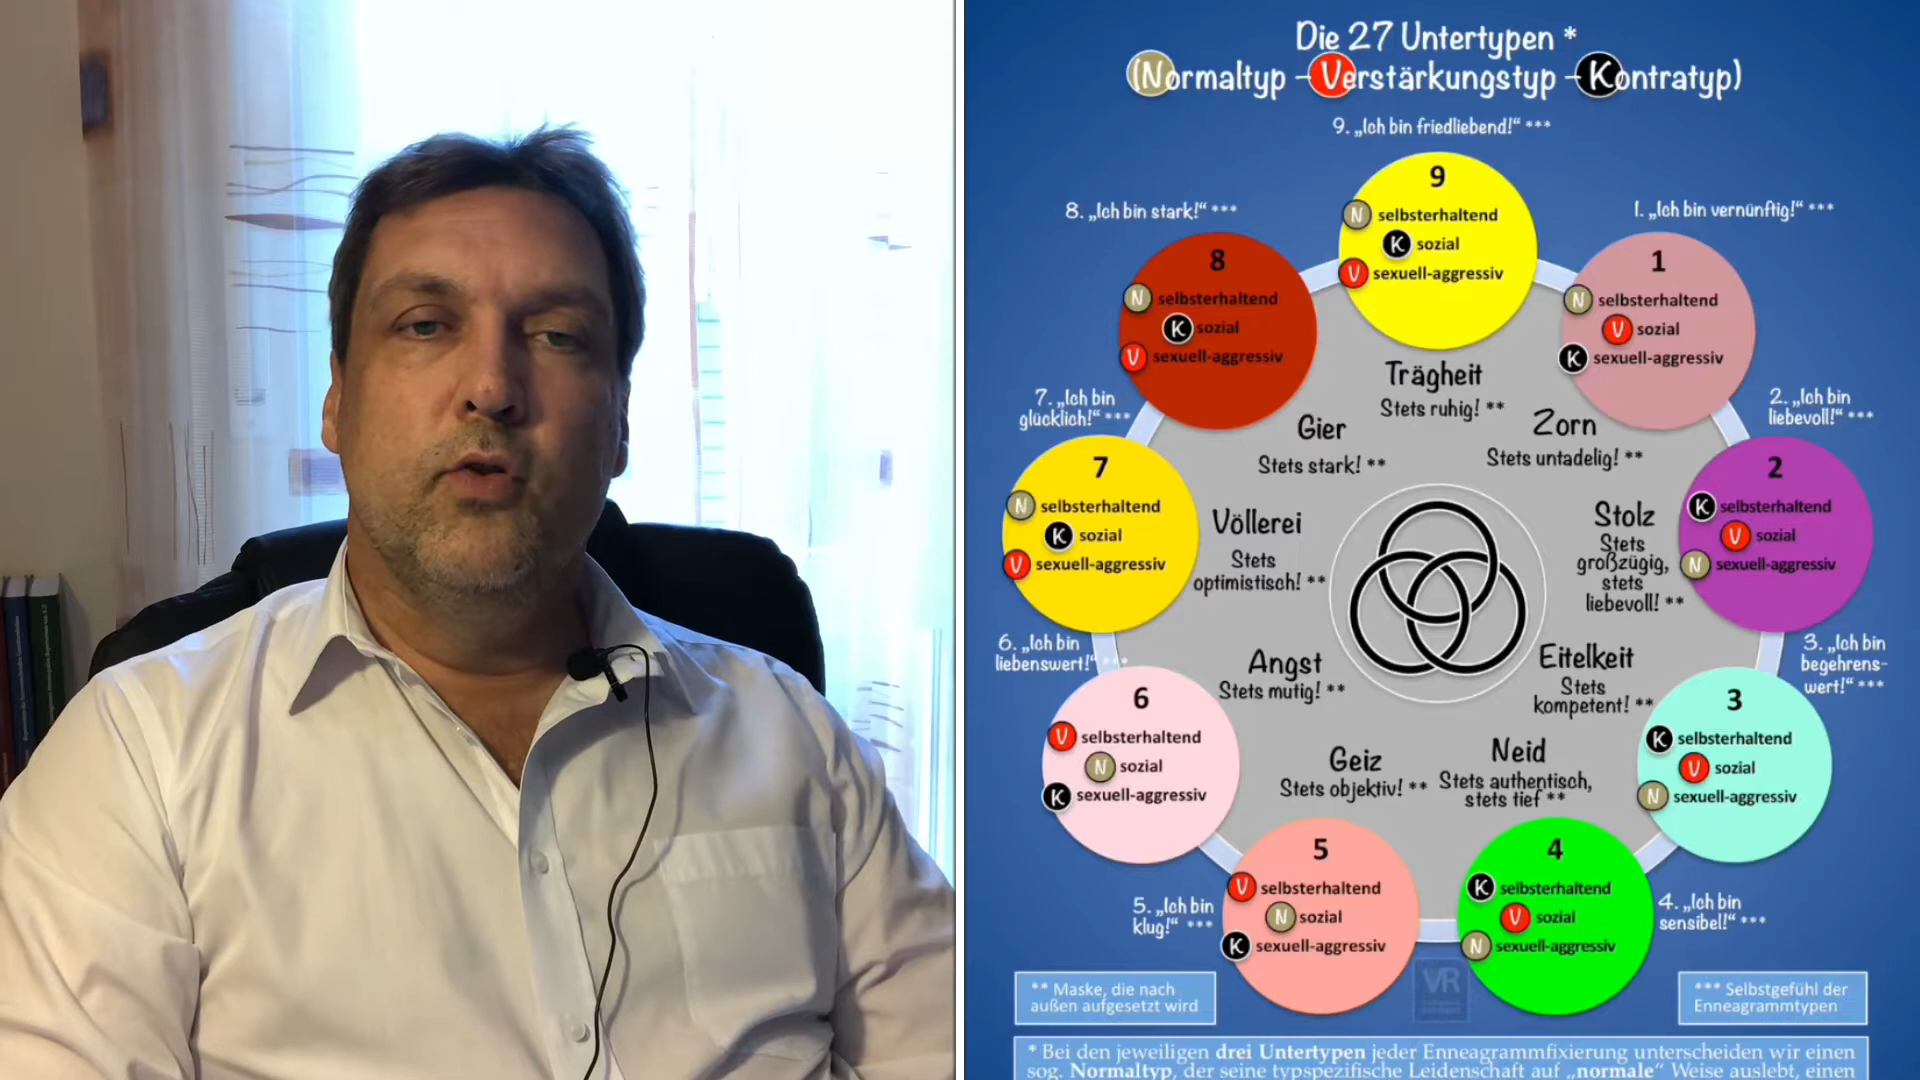 Die 27 Untertypen *
(Normaltyp – Verstärkungstyp – Kontratyp)
9. „Ich bin friedliebend!“ ***
9
N selbsterhaltend
K sozial
V sexuell-aggressiv
Trägheit
Stets ruhig! **
1. „Ich bin vernünftig!“ ***
1
N selbsterhaltend
V sozial
K sexuell-aggressiv
Zorn
Stets untadelig! **
2. „Ich bin
liebevoll!“ ***
2
K selbsterhaltend
V sozial
N sexuell-aggressiv
Stolz
Stets
großzügig,
stets
liebevoll! **
3. „Ich bin
begehrens-
wert!“ ***
3
K selbsterhaltend
V sozial
N sexuell-aggressiv
Eitelkeit
Stets
kompetent! **
4. „Ich bin
sensibel!“ ***
4
K selbsterhaltend
V sozial
N sexuell-aggressiv
Neid
Stets authentisch,
stets tief **
5. „Ich bin
klug!“ ***
5
V selbsterhaltend
N sozial
K sexuell-aggressiv
Geiz
Stets objektiv! **
6. „Ich bin
liebenswert!“ ***
6
V selbsterhaltend
N sozial
K sexuell-aggressiv
Angst
Stets mutig! **
7. „Ich bin
glücklich!“ ***
7
N selbsterhaltend
K sozial
V sexuell-aggressiv
Völlerei
Stets
optimistisch! **
8. „Ich bin stark!“ ***
8
N selbsterhaltend
K sozial
V sexuell-aggressiv
Gier
Stets stark! **
VR
** Maske, die nach
außen aufgesetzt wird
*** Selbstgefühl der
Enneagrammtypen
* Bei den jeweiligen drei Untertypen jeder Enneagrammfixierung unterscheiden wir einen
sog. Normaltyp, der seine typspezifische Leidenschaft auf „normale“ Weise auslebt, einen